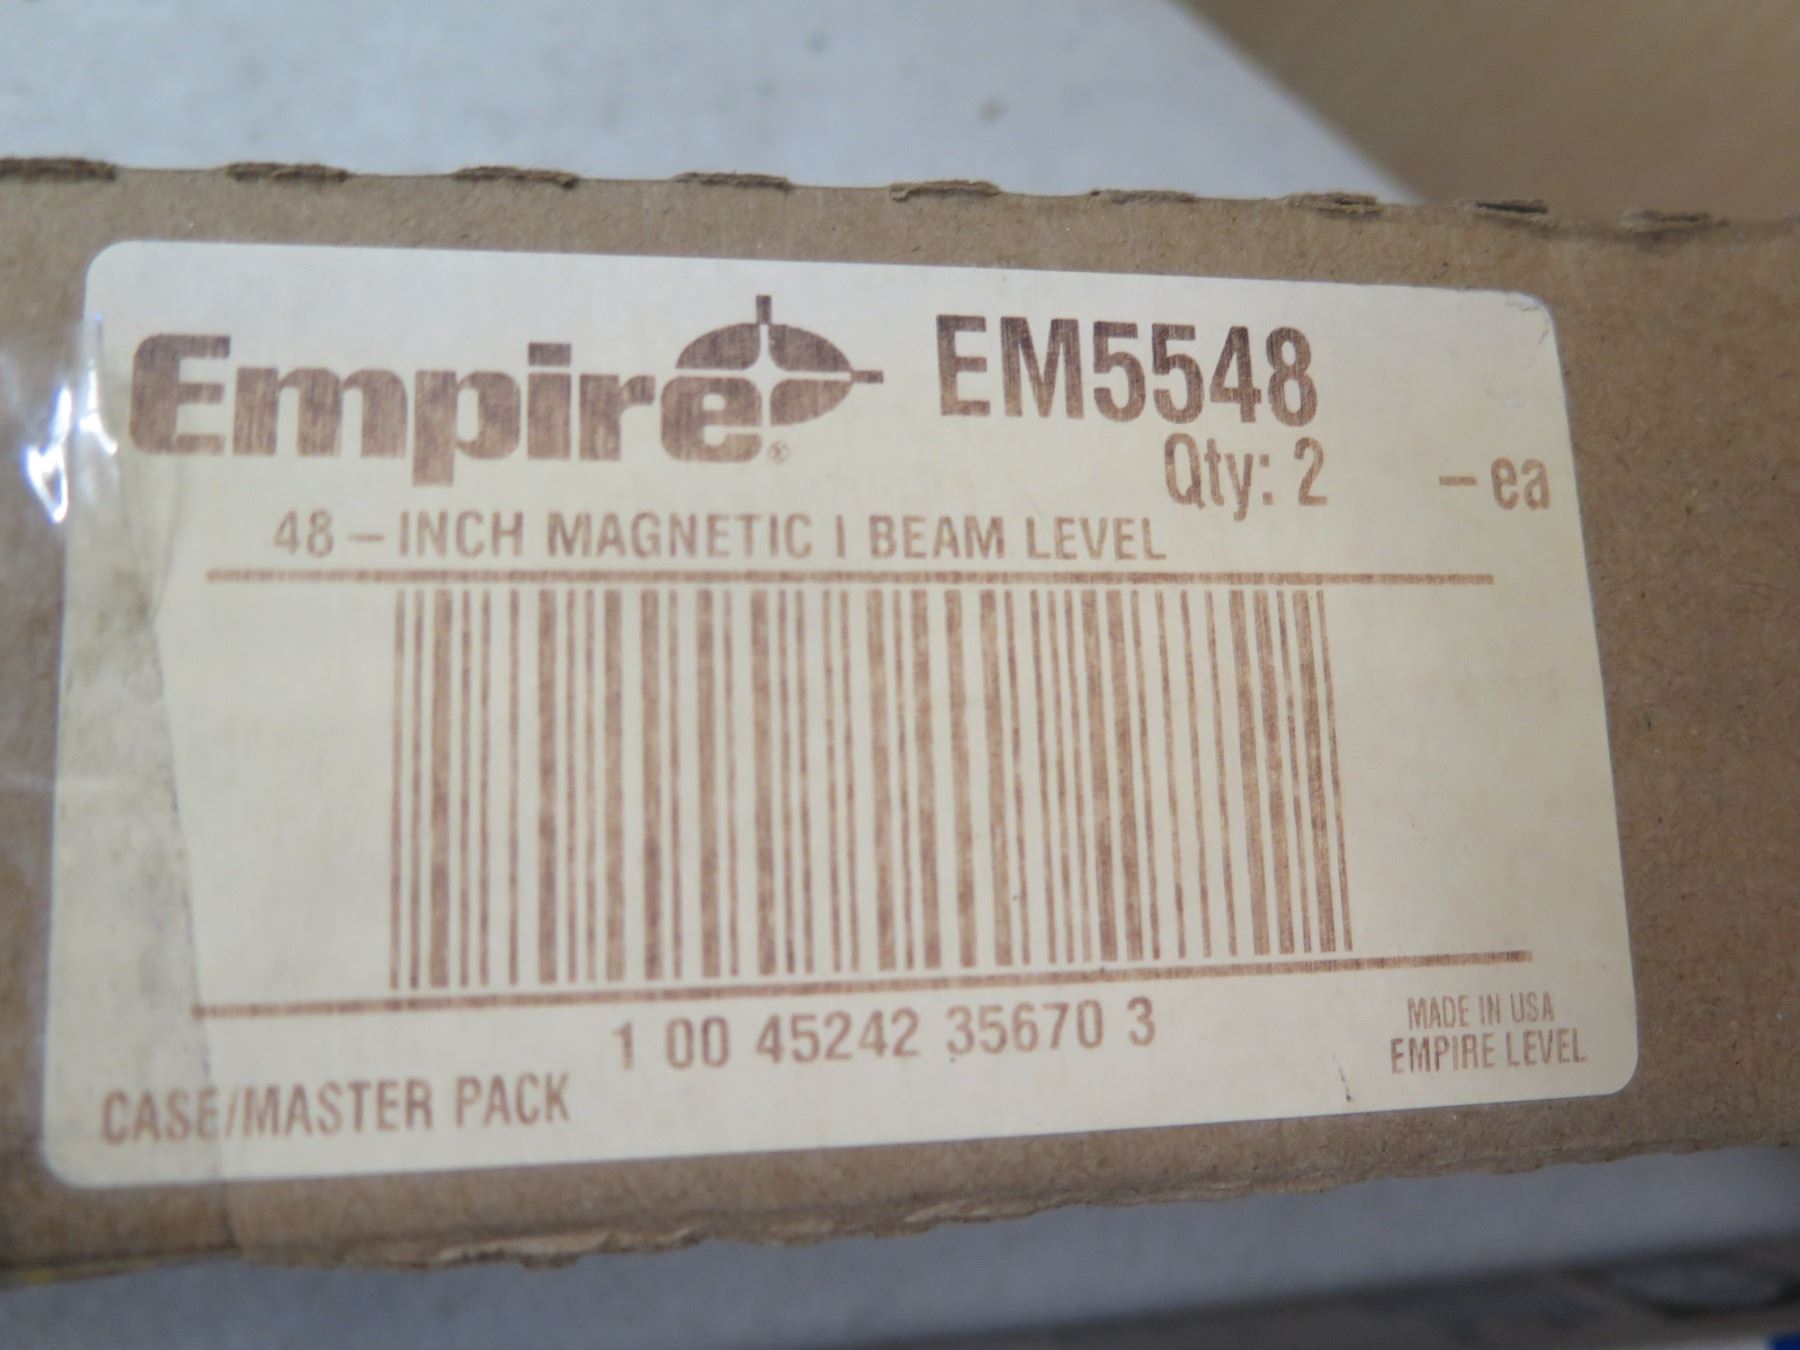 Empire® EM5548
Qty: 2 - ea
48 - INCH MAGNETIC I BEAM LEVEL
1 00 45242 35670 3
MADE IN USA
EMPIRE LEVEL
CASE/MASTER PACK